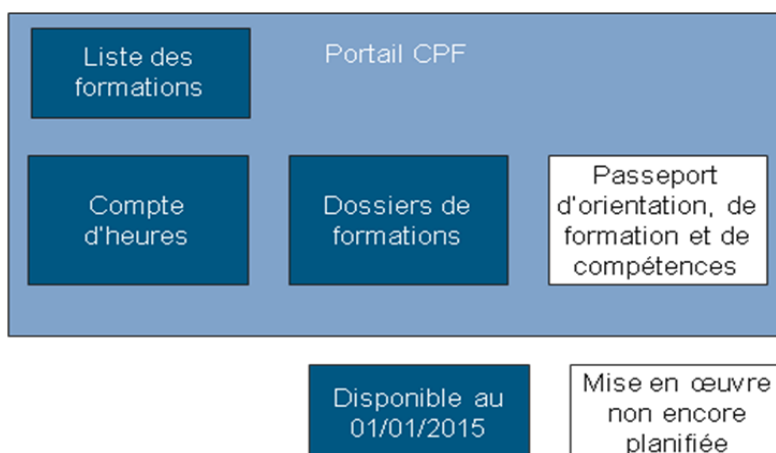 Liste des
formations
Portail CPF
Compte
d'heures
Dossiers de
formations
Passeport
d'orientation, de
formation et de
compétences
Disponible au
01/01/2015
Mise en œuvre
non encore
planifiée